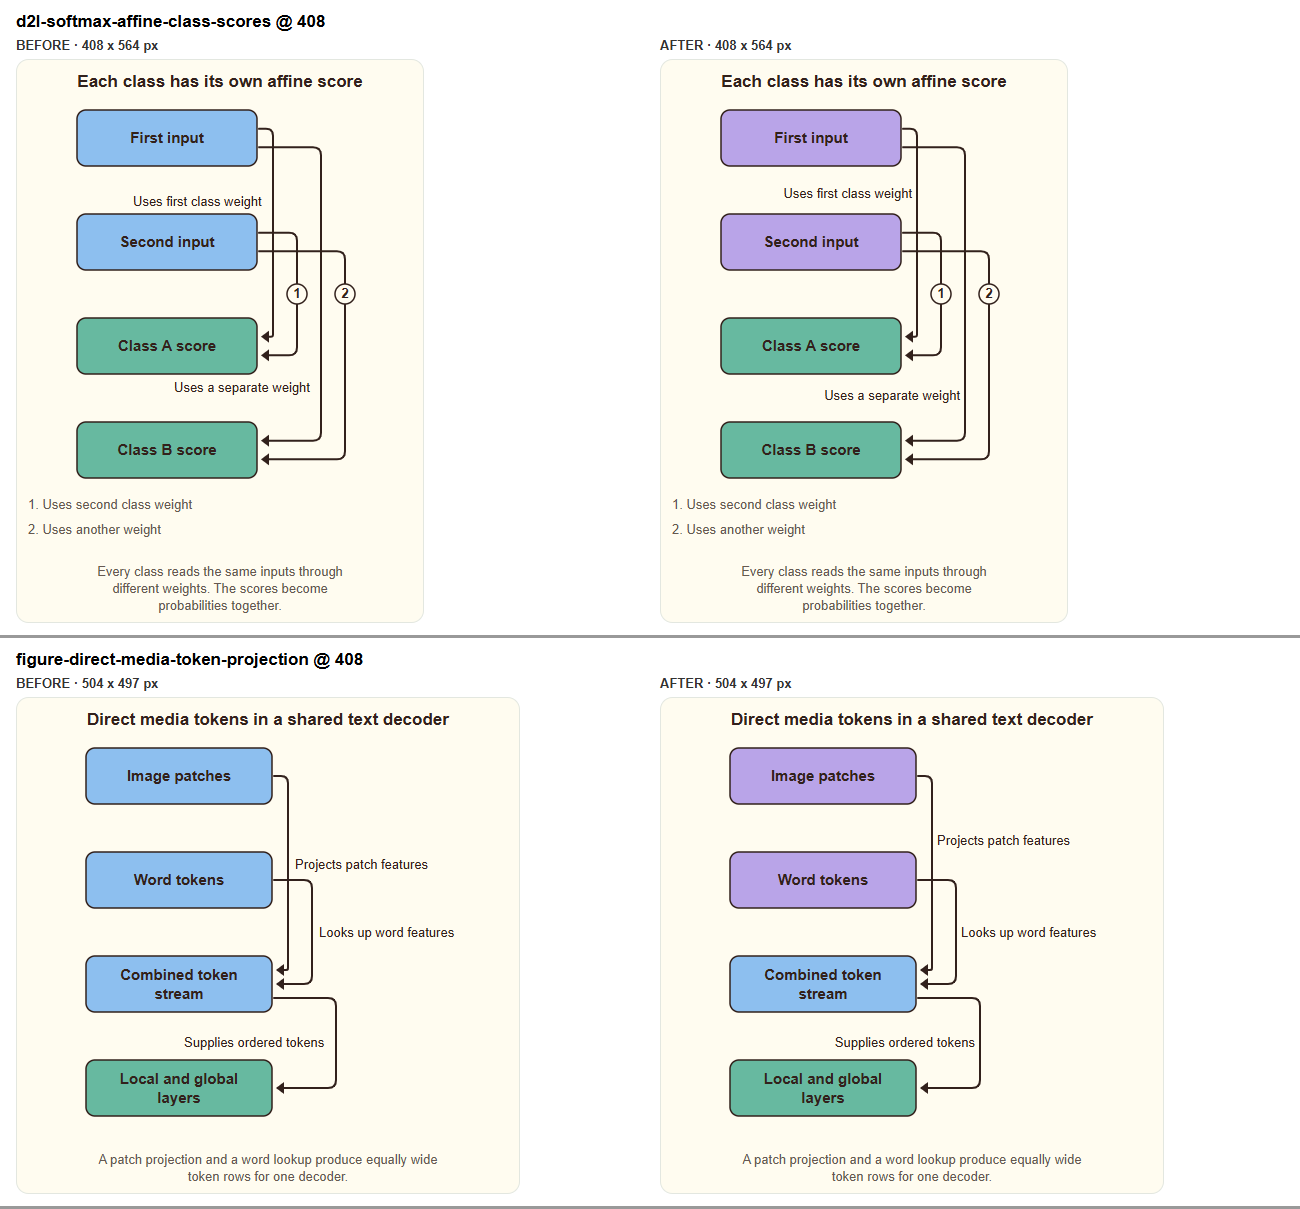 d2l-softmax-affine-class-scores @ 408
BEFORE · 408 x 564 px
Each class has its own affine score
First input
Uses first class weight
Second input
1
2
Class A score
Uses a separate weight
Class B score
1. Uses second class weight
2. Uses another weight
Every class reads the same inputs through
different weights. The scores become
probabilities together.
AFTER · 408 x 564 px
Each class has its own affine score
First input
Uses first class weight
Second input
1
2
Class A score
Uses a separate weight
Class B score
1. Uses second class weight
2. Uses another weight
Every class reads the same inputs through
different weights. The scores become
probabilities together.
figure-direct-media-token-projection @ 408
BEFORE · 504 x 497 px
Direct media tokens in a shared text decoder
Image patches
Projects patch features
Word tokens
Looks up word features
Combined token
stream
Supplies ordered tokens
Local and global
layers
A patch projection and a word lookup produce equally wide
token rows for one decoder.
AFTER · 504 x 497 px
Direct media tokens in a shared text decoder
Image patches
Projects patch features
Word tokens
Looks up word features
Combined token
stream
Supplies ordered tokens
Local and global
layers
A patch projection and a word lookup produce equally wide
token rows for one decoder.